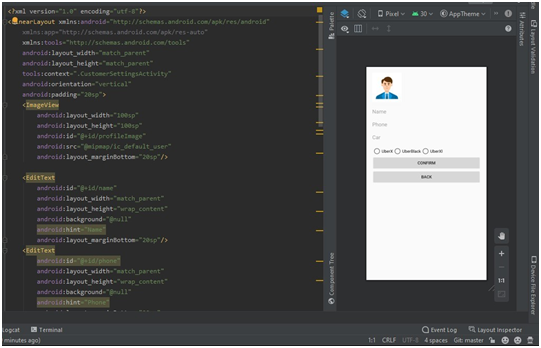 <?xml version="1.0" encoding="utf-8"?>
<LinearLayout xmlns:android="http://schemas.android.com/apk/res/android"
xmlns:app="http://schemas.android.com/apk/res-auto"
xmlns:tools="http://schemas.android.com/tools"
android:layout_width="match_parent"
android:layout_height="match_parent"
tools:context=".CustomerSettingsActivity"
android:orientation="vertical"
android:padding="20sp">
<ImageView
android:layout_width="100sp"
android:layout_height="100sp"
android:id="@+id/profileImage"
android:src="@mipmap/ic_default_user"
android:layout_marginBottom="20sp"/>
<EditText
android:id="@+id/name"
android:layout_width="match_parent"
android:layout_height="wrap_content"
android:background="@null"
android:hint="Name"
android:layout_marginBottom="20sp"/>
<EditText
android:id="@+id/phone"
android:layout_width="match_parent"
android:layout_height="wrap_content"
android:background="@null"
android:hint="Phone"
Palette
Component Tree
Pixel
30
AppTheme
Name
Phone
Car
UberX UberBlack UberXl
CONFIRM
BACK
1:1
Attributes
Layout Validation
Device File Explorer
Logcat Terminal
Event Log Layout Inspector
minutes ago)
1:1 CRLF UTF-8 4 spaces Git: master